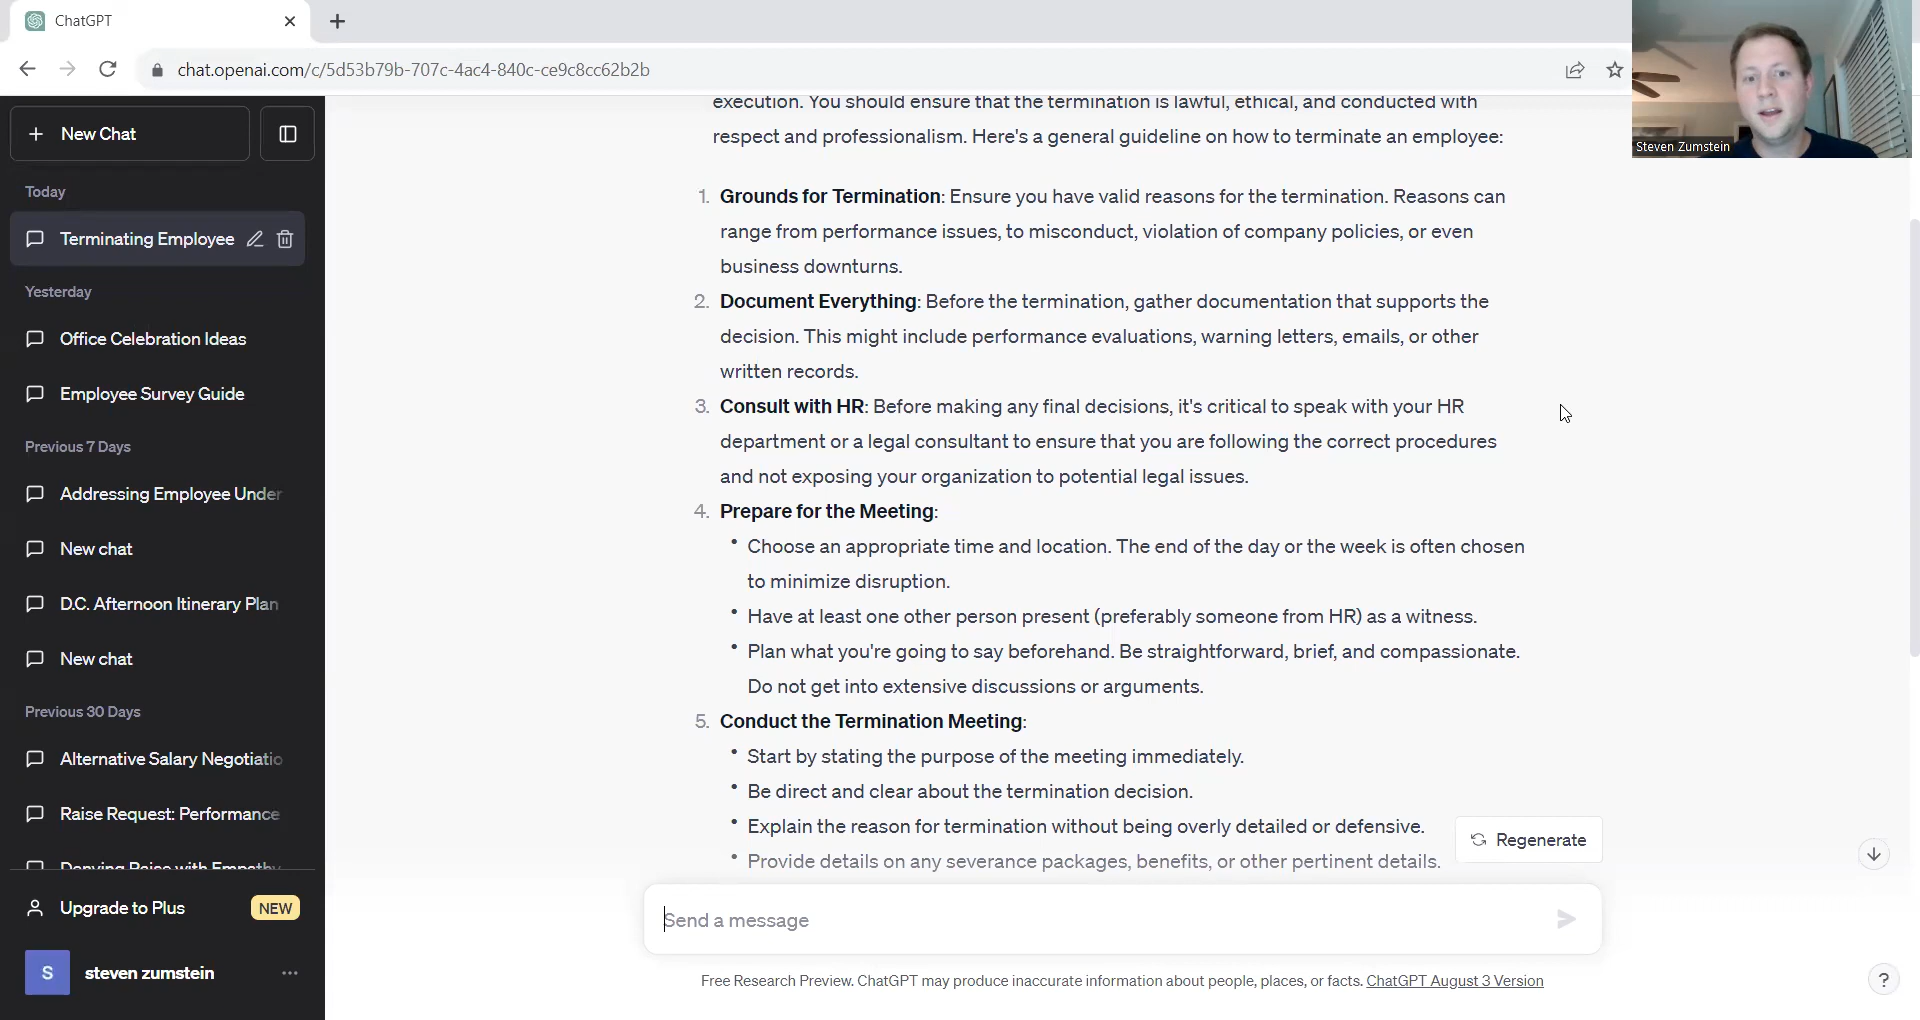 ChatGPT
chat.openai.com/c/5d53b79b-707c-4ac4-840c-ce9c8cc62b2b
Steven Zumstein
New Chat
Today
Terminating Employee
Yesterday
Office Celebration Ideas
Employee Survey Guide
Previous 7 Days
Addressing Employee Under
New chat
D.C. Afternoon Itinerary Plan
New chat
Previous 30 Days
Alternative Salary Negotiatio
Raise Request: Performance
Denying Raise with Empathy
Upgrade to Plus NEW
S steven zumstein
execution. You should ensure that the termination is lawful, ethical, and conducted with
respect and professionalism. Here's a general guideline on how to terminate an employee:
1. Grounds for Termination: Ensure you have valid reasons for the termination. Reasons can
range from performance issues, to misconduct, violation of company policies, or even
business downturns.
2. Document Everything: Before the termination, gather documentation that supports the
decision. This might include performance evaluations, warning letters, emails, or other
written records.
3. Consult with HR: Before making any final decisions, it's critical to speak with your HR
department or a legal consultant to ensure that you are following the correct procedures
and not exposing your organization to potential legal issues.
4. Prepare for the Meeting:
• Choose an appropriate time and location. The end of the day or the week is often chosen
to minimize disruption.
• Have at least one other person present (preferably someone from HR) as a witness.
• Plan what you're going to say beforehand. Be straightforward, brief, and compassionate.
Do not get into extensive discussions or arguments.
5. Conduct the Termination Meeting:
• Start by stating the purpose of the meeting immediately.
• Be direct and clear about the termination decision.
• Explain the reason for termination without being overly detailed or defensive.
• Provide details on any severance packages, benefits, or other pertinent details.
Regenerate
Send a message
Free Research Preview. ChatGPT may produce inaccurate information about people, places, or facts. ChatGPT August 3 Version
?